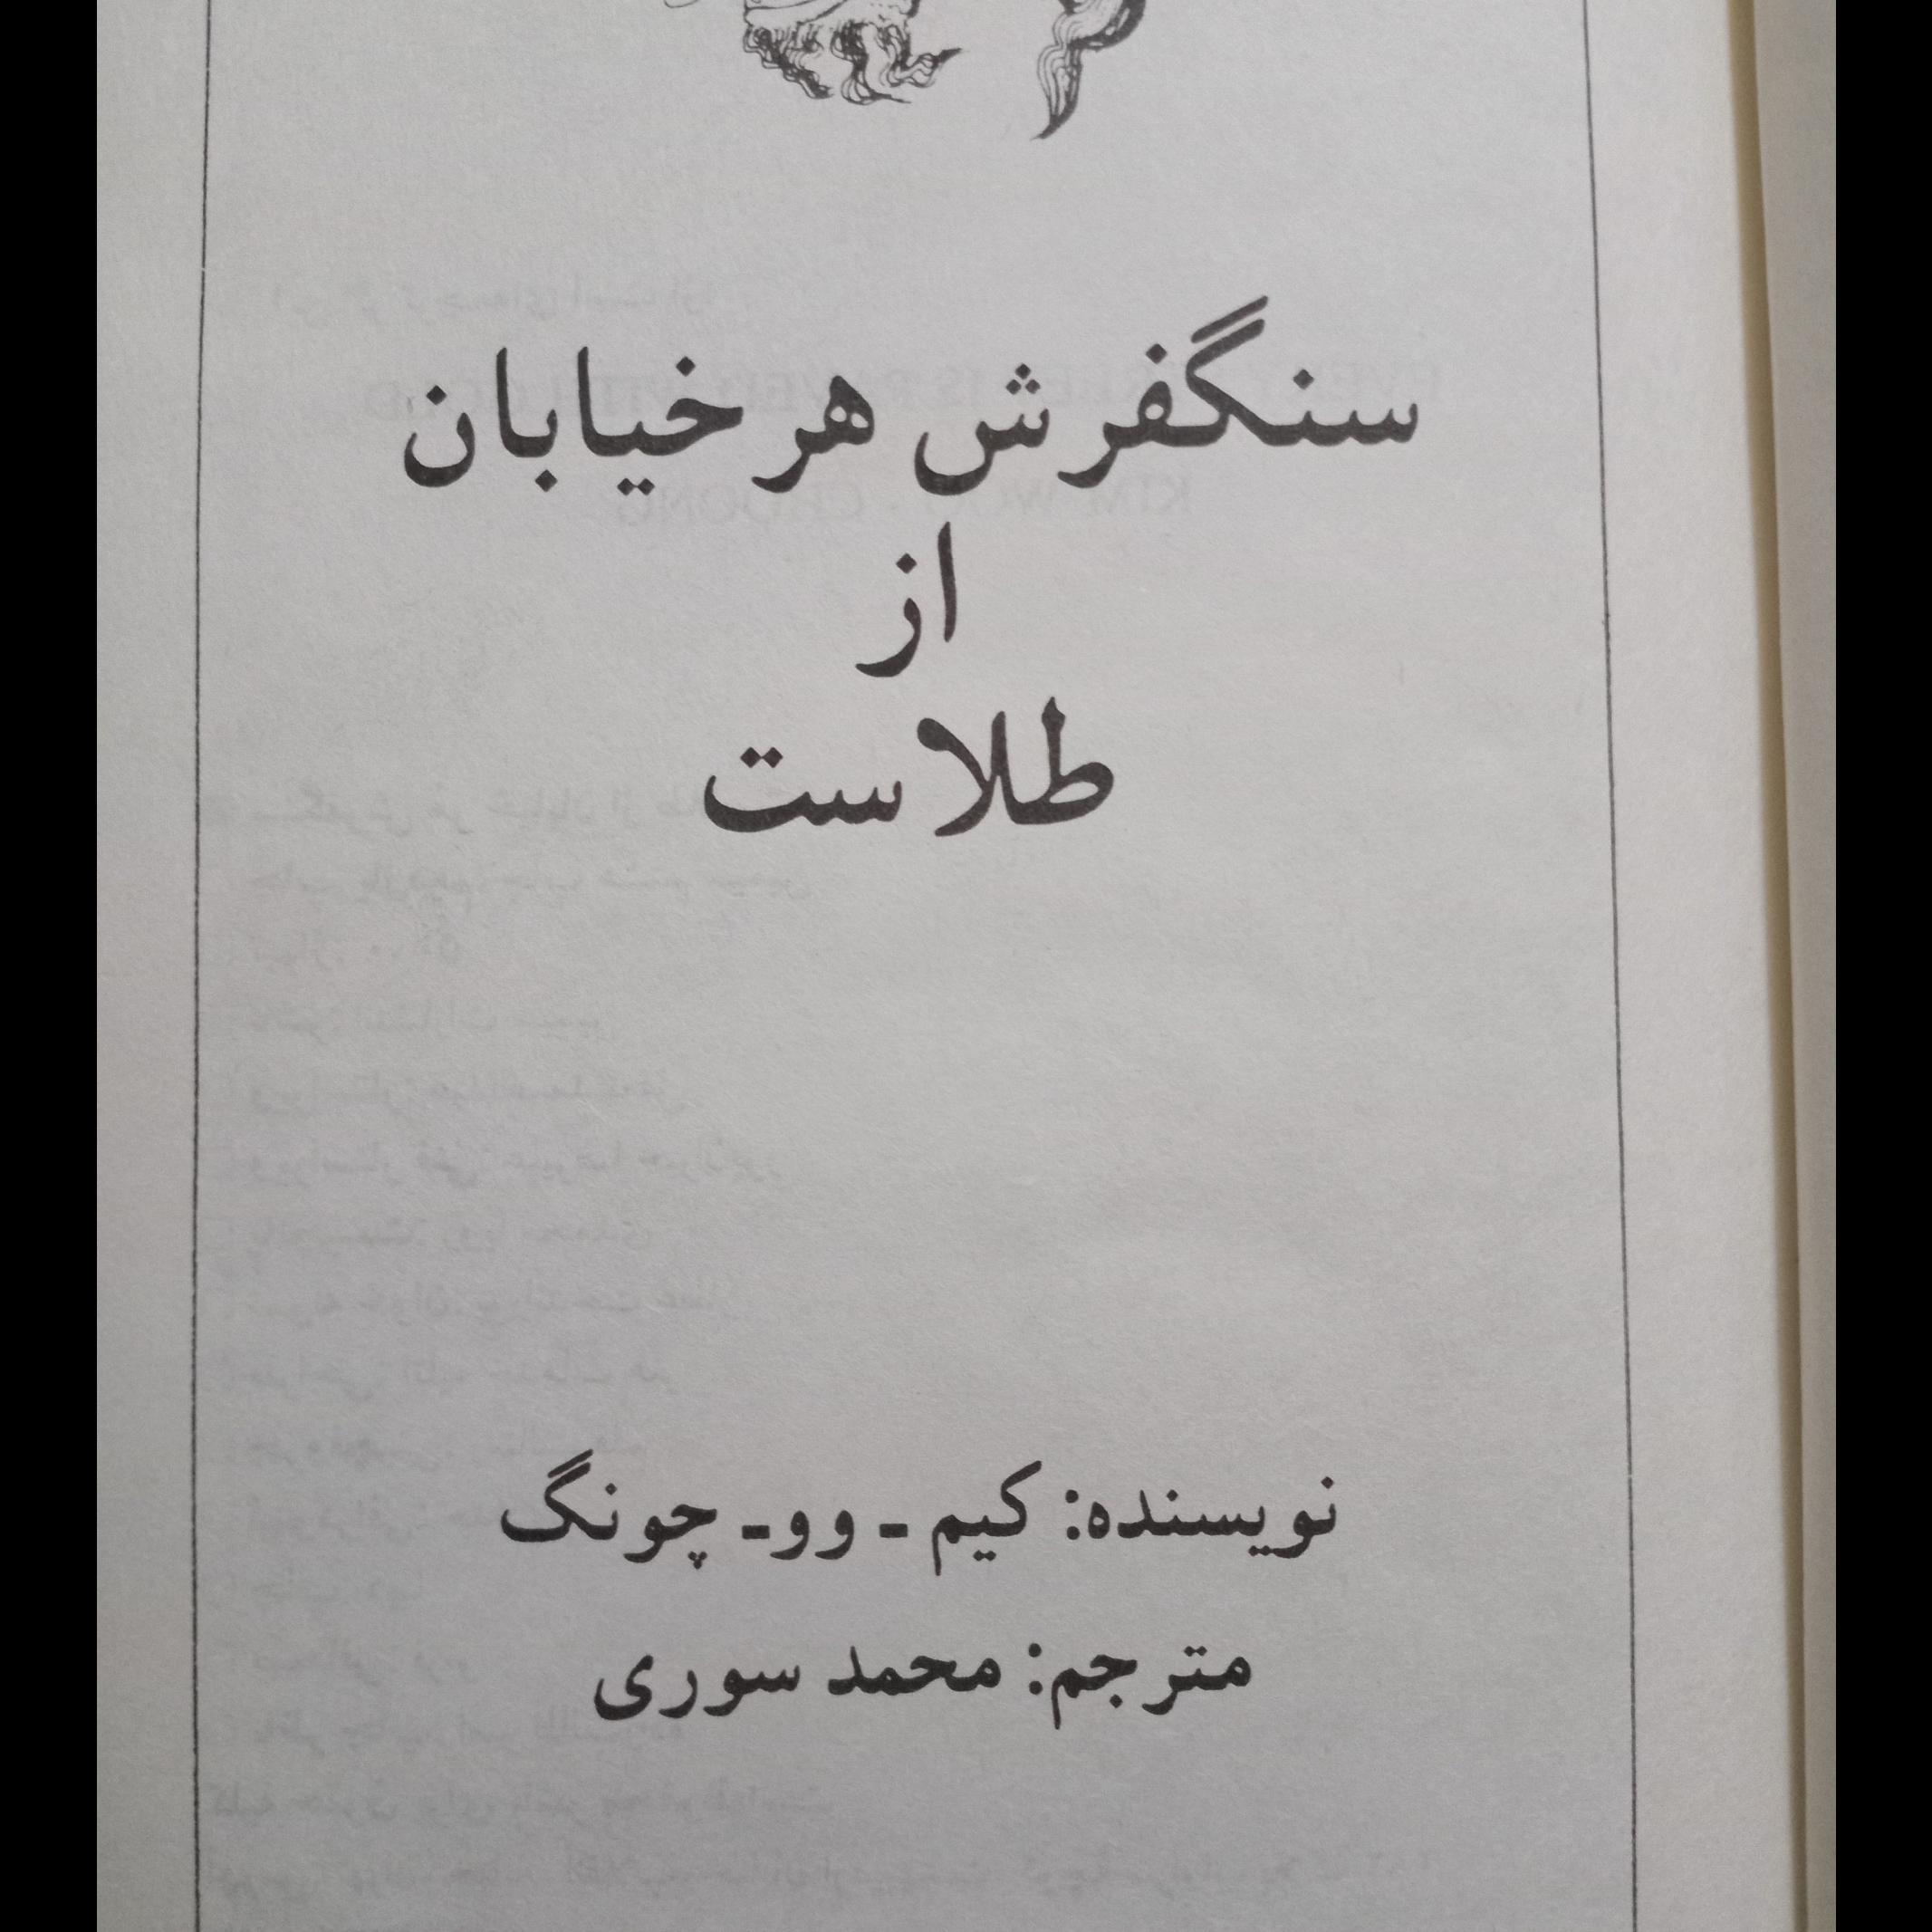 سنگفرش هر خیابان
از
طلاست
نویسنده: کیم ـ وو ـ چونگ
مترجم: محمد سوری